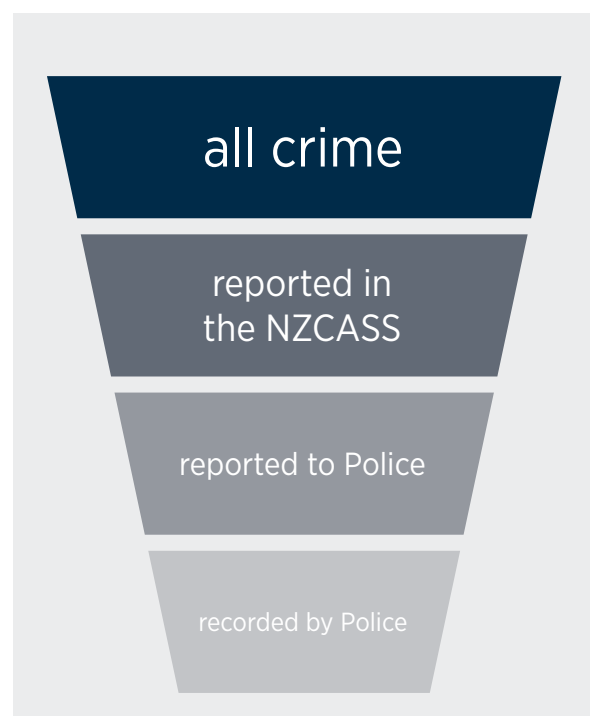 all crime
reported in
the NZCASS
reported to Police
recorded by Police